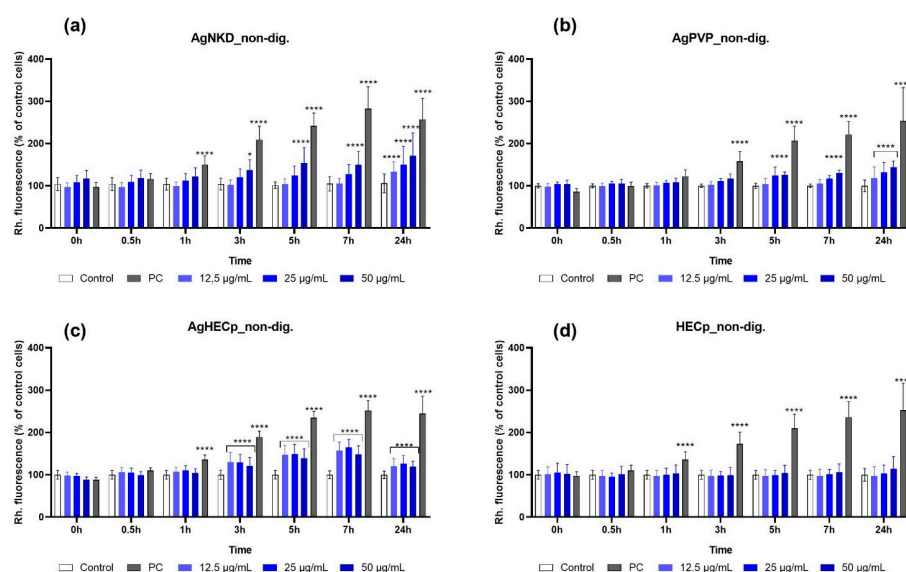 (a)
AgNKD_non-dig.
Rh. fluorescence (% of control cells)
400
300
200
100
0
****
****
*
****
****
****
****
****
****
****
****
****
0h
0.5h
1h
3h
5h
7h
24h
Time
Control PC 12,5 µg/mL 25 µg/mL 50 µg/mL
(b)
AgPVP_non-dig.
Rh. fluorescence (% of control cells)
400
300
200
100
0
****
****
****
****
****
****
****
0h
0.5h
1h
3h
5h
7h
24h
Time
Control PC 12.5 µg/mL 25 µg/mL 50 µg/mL
(c)
AgHECp_non-dig.
Rh. fluorescence (% of control cells)
400
300
200
100
0
****
****
****
****
****
****
****
****
****
0h
0.5h
1h
3h
5h
7h
24h
Time
Control PC 12.5 µg/mL 25 µg/mL 50 µg/mL
(d)
HECp_non-dig.
Rh. fluorescence (% of control cells)
400
300
200
100
0
****
****
****
****
***
0h
0.5h
1h
3h
5h
7h
24h
Time
Control PC 12.5 µg/mL 25 µg/mL 50 µg/mL